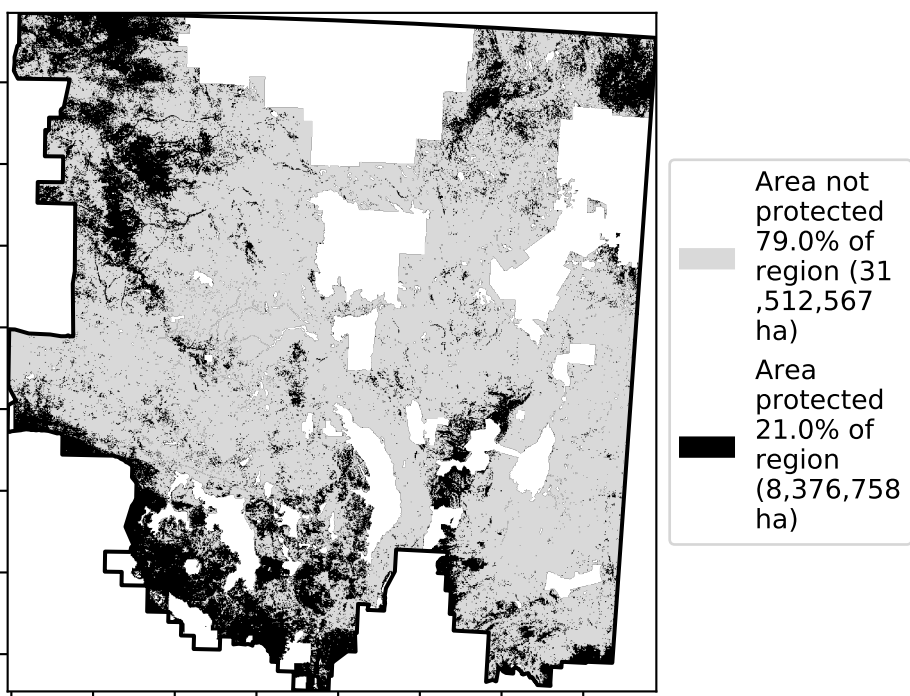 Area not
protected
79.0% of
region (31
,512,567
ha)
Area
protected
21.0% of
region
(8,376,758
ha)